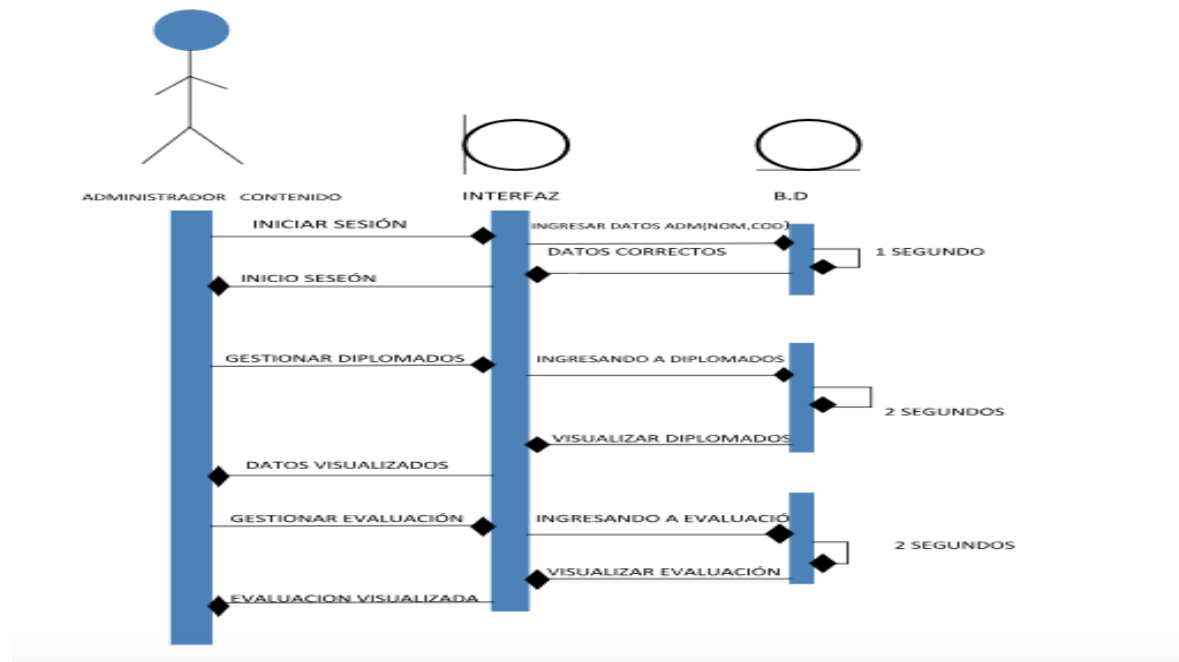 ADMINISTRADOR CONTENIDO
INTERFAZ
B.D
INICIAR SESIÓN
INGRESAR DATOS ADM(NOM,COD)
DATOS CORRECTOS
1 SEGUNDO
INICIO SESEÓN
GESTIONAR DIPLOMADOS
INGRESANDO A DIPLOMADOS
2 SEGUNDOS
VISUALIZAR DIPLOMADOS
DATOS VISUALIZADOS
GESTIONAR EVALUACIÓN
INGRESANDO A EVALUACIÓ
2 SEGUNDOS
VISUALIZAR EVALUACIÓN
EVALUACION VISUALIZADA